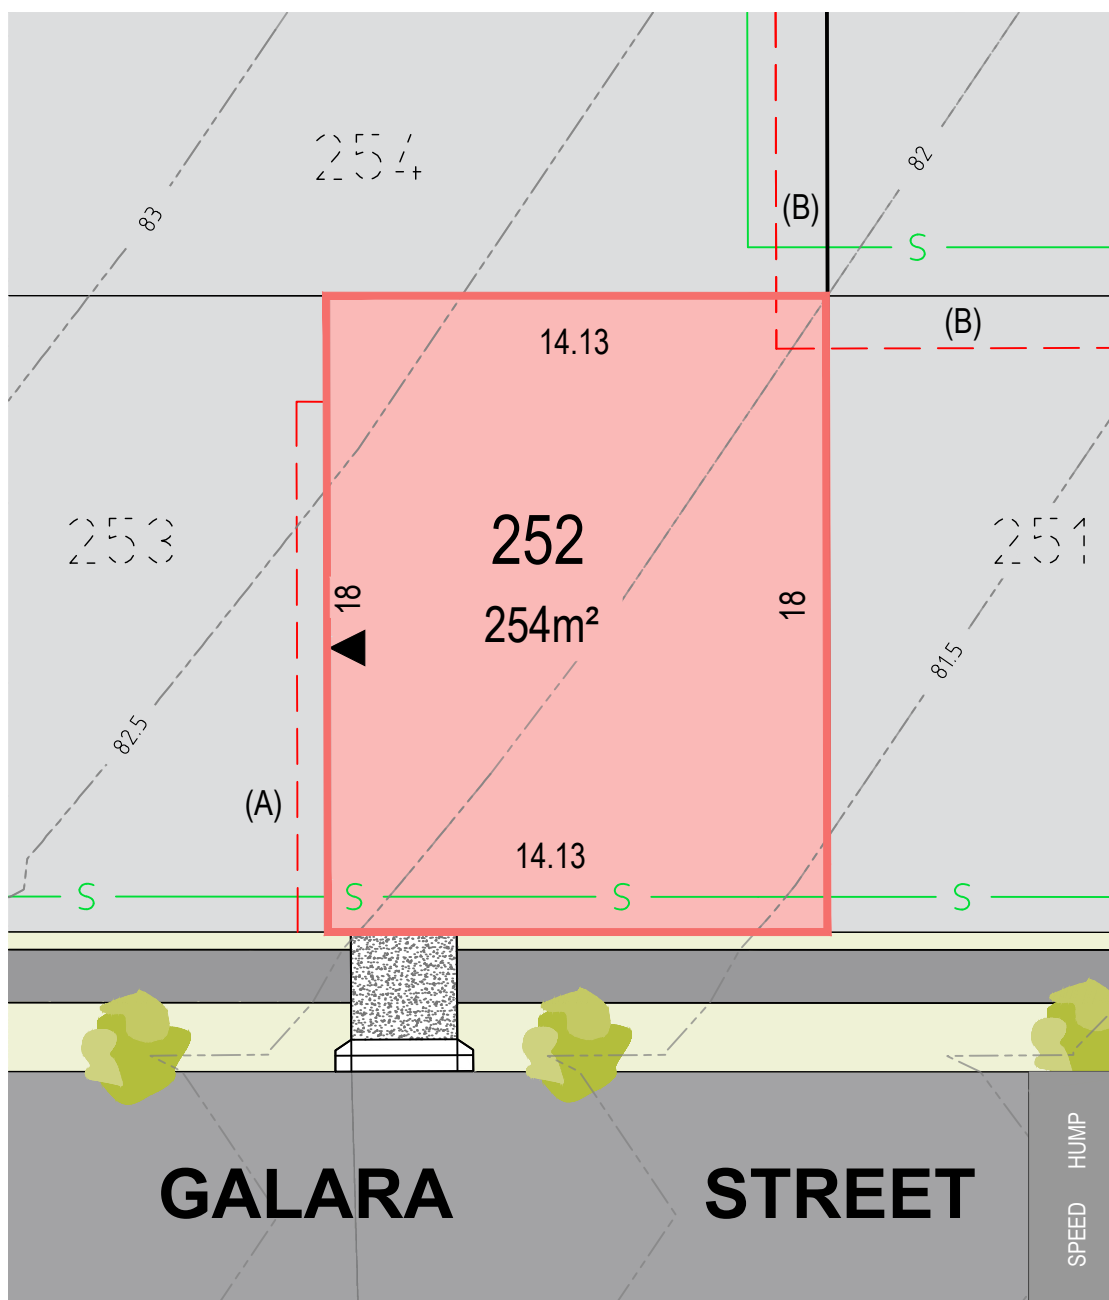 254
83
82
(B)
S
(B)
14.13
253
252
251
18
254m²
18
82.5
81.5
(A)
14.13
S
S
S
S
GALARA STREET
SPEED HUMP